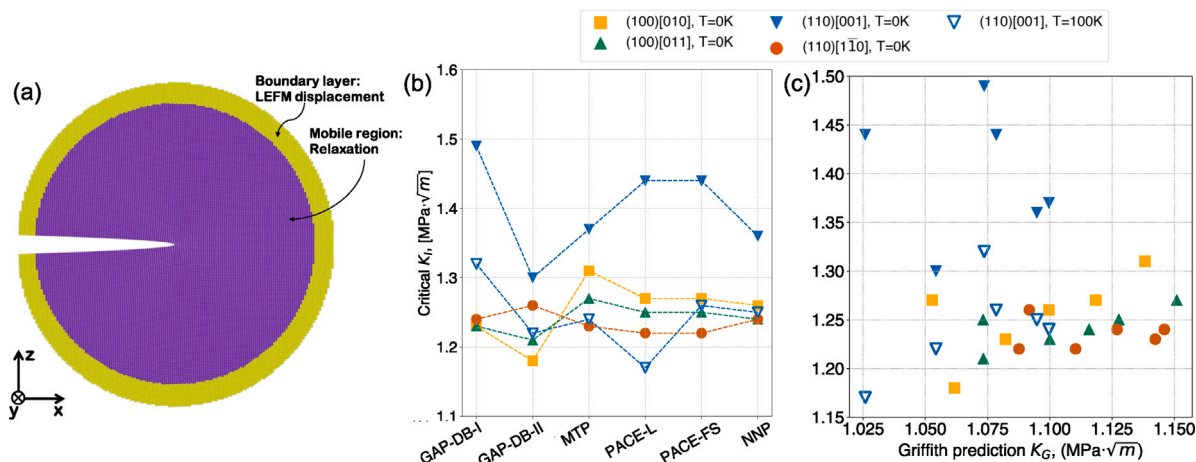 (100)[010], T=0K
(110)[001], T=0K
(110)[001], T=100K
(100)[011], T=0K
(110)[11̅0], T=0K
(a)
Boundary layer:
LEFM displacement
Mobile region:
Relaxation
z
y
x
(b)
Critical K_I, [MPa·√m]
1.6
1.5
1.4
1.3
1.2
1.1
GAP-DB-I
GAP-DB-II
MTP
PACE-L
PACE-FS
NNP
(c)
1.50
1.45
1.40
1.35
1.30
1.25
1.20
1.15
1.025
1.050
1.075
1.100
1.125
1.150
Griffith prediction K_G, (MPa·√m)